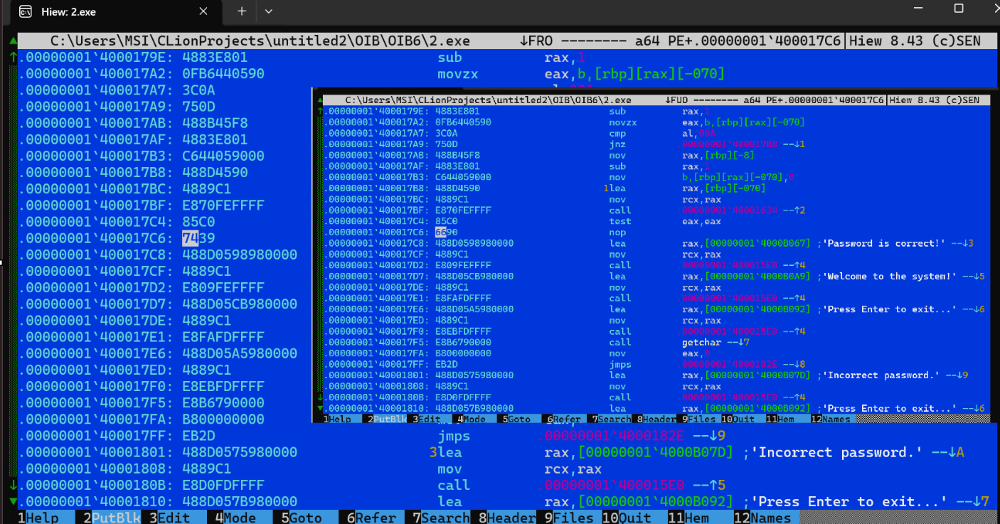 Hiew: 2.exe
C:\Users\MSI\CLionProjects\untitled2\OIB\OIB6\2.exe ↓FRO -------- a64 PE+.00000001`400017C6|Hiew 8.43 (c)SEN
.00000001`4000179E: 4883E801 sub rax,1
.00000001`400017A2: 0FB6440590 movzx eax,b,[rbp][rax][-070]
.00000001`400017A7: 3C0A
.00000001`400017A9: 750D
.00000001`400017AB: 488B45F8
.00000001`400017AF: 4883E801
.00000001`400017B3: C644059000
.00000001`400017B8: 488D4590
.00000001`400017BC: 4889C1
.00000001`400017BF: E870FEFFFF
.00000001`400017C4: 85C0
.00000001`400017C6: 7439
.00000001`400017C8: 488D0598980000
.00000001`400017CF: 4889C1
.00000001`400017D2: E809FEFFFF
.00000001`400017D7: 488D05CB980000
.00000001`400017DE: 4889C1
.00000001`400017E1: E8FAFDFFFF
.00000001`400017E6: 488D05A5980000
.00000001`400017ED: 4889C1
.00000001`400017F0: E8EBFDFFFF
.00000001`400017F5: E8B6790000
.00000001`400017FA: B800000000
.00000001`400017FF: EB2D jmps .00000001`4000182E --↓9
.00000001`40001801: 488D0575980000 3lea rax,[00000001`4000B07D] ;'Incorrect password.' --↓A
.00000001`40001808: 4889C1 mov rcx,rax
.00000001`4000180B: E8D0FDFFFF call .00000001`400015E0 --↑5
.00000001`40001810: 488D057B980000 lea rax,[00000001`4000B092] ;'Press Enter to exit...' --↓7
1Help 2PutBlk 3Edit 4Mode 5Goto 6Refer 7Search 8Header 9Files 10Quit 11Hem 12Names
C:\Users\MSI\CLionProjects\untitled2\OIB\OIB6\2.exe ↓FUO -------- a64 PE+.00000001`400017C6|Hiew 8.43 (c)SEN
.00000001`4000179E: 4883E801 sub rax,1
.00000001`400017A2: 0FB6440590 movzx eax,b,[rbp][rax][-070]
.00000001`400017A7: 3C0A cmp al,00A
.00000001`400017A9: 750D jnz .00000001`400017B8 --↓1
.00000001`400017AB: 488B45F8 mov rax,[rbp][-8]
.00000001`400017AF: 4883E801 sub rax,1
.00000001`400017B3: C644059000 mov b,[rbp][rax][-070],0
.00000001`400017B8: 488D4590 1lea rax,[rbp][-070]
.00000001`400017BC: 4889C1 mov rcx,rax
.00000001`400017BF: E870FEFFFF call .00000001`40001634 --↑2
.00000001`400017C4: 85C0 test eax,eax
.00000001`400017C6: 6690 nop
.00000001`400017C8: 488D0598980000 lea rax,[00000001`4000B067] ;'Password is correct!' --↓3
.00000001`400017CF: 4889C1 mov rcx,rax
.00000001`400017D2: E809FEFFFF call .00000001`400015E0 --↑4
.00000001`400017D7: 488D05CB980000 lea rax,[00000001`4000B0A9] ;'Welcome to the system!' --↓5
.00000001`400017DE: 4889C1 mov rcx,rax
.00000001`400017E1: E8FAFDFFFF call .00000001`400015E0 --↑4
.00000001`400017E6: 488D05A5980000 lea rax,[00000001`4000B092] ;'Press Enter to exit...' --↓6
.00000001`400017ED: 4889C1 mov rcx,rax
.00000001`400017F0: E8EBFDFFFF call .00000001`400015E0 --↑4
.00000001`400017F5: E8B6790000 call getchar --↓7
.00000001`400017FA: B800000000 mov eax,0
.00000001`400017FF: EB2D jmps .00000001`4000182E --↓8
.00000001`40001801: 488D0575980000 lea rax,[00000001`4000B07D] ;'Incorrect password.' --↓9
.00000001`40001808: 4889C1 mov rcx,rax
.00000001`4000180B: E8D0FDFFFF call .00000001`400015E0 --↑4
.00000001`40001810: 488D057B980000 lea rax,[00000001`4000B092] ;'Press Enter to exit...' --↓6
1Help 2PutBlk 3Edit 4Mode 5Goto 6Refer 7Search 8Header 9Files 10Quit 11Hem 12Names